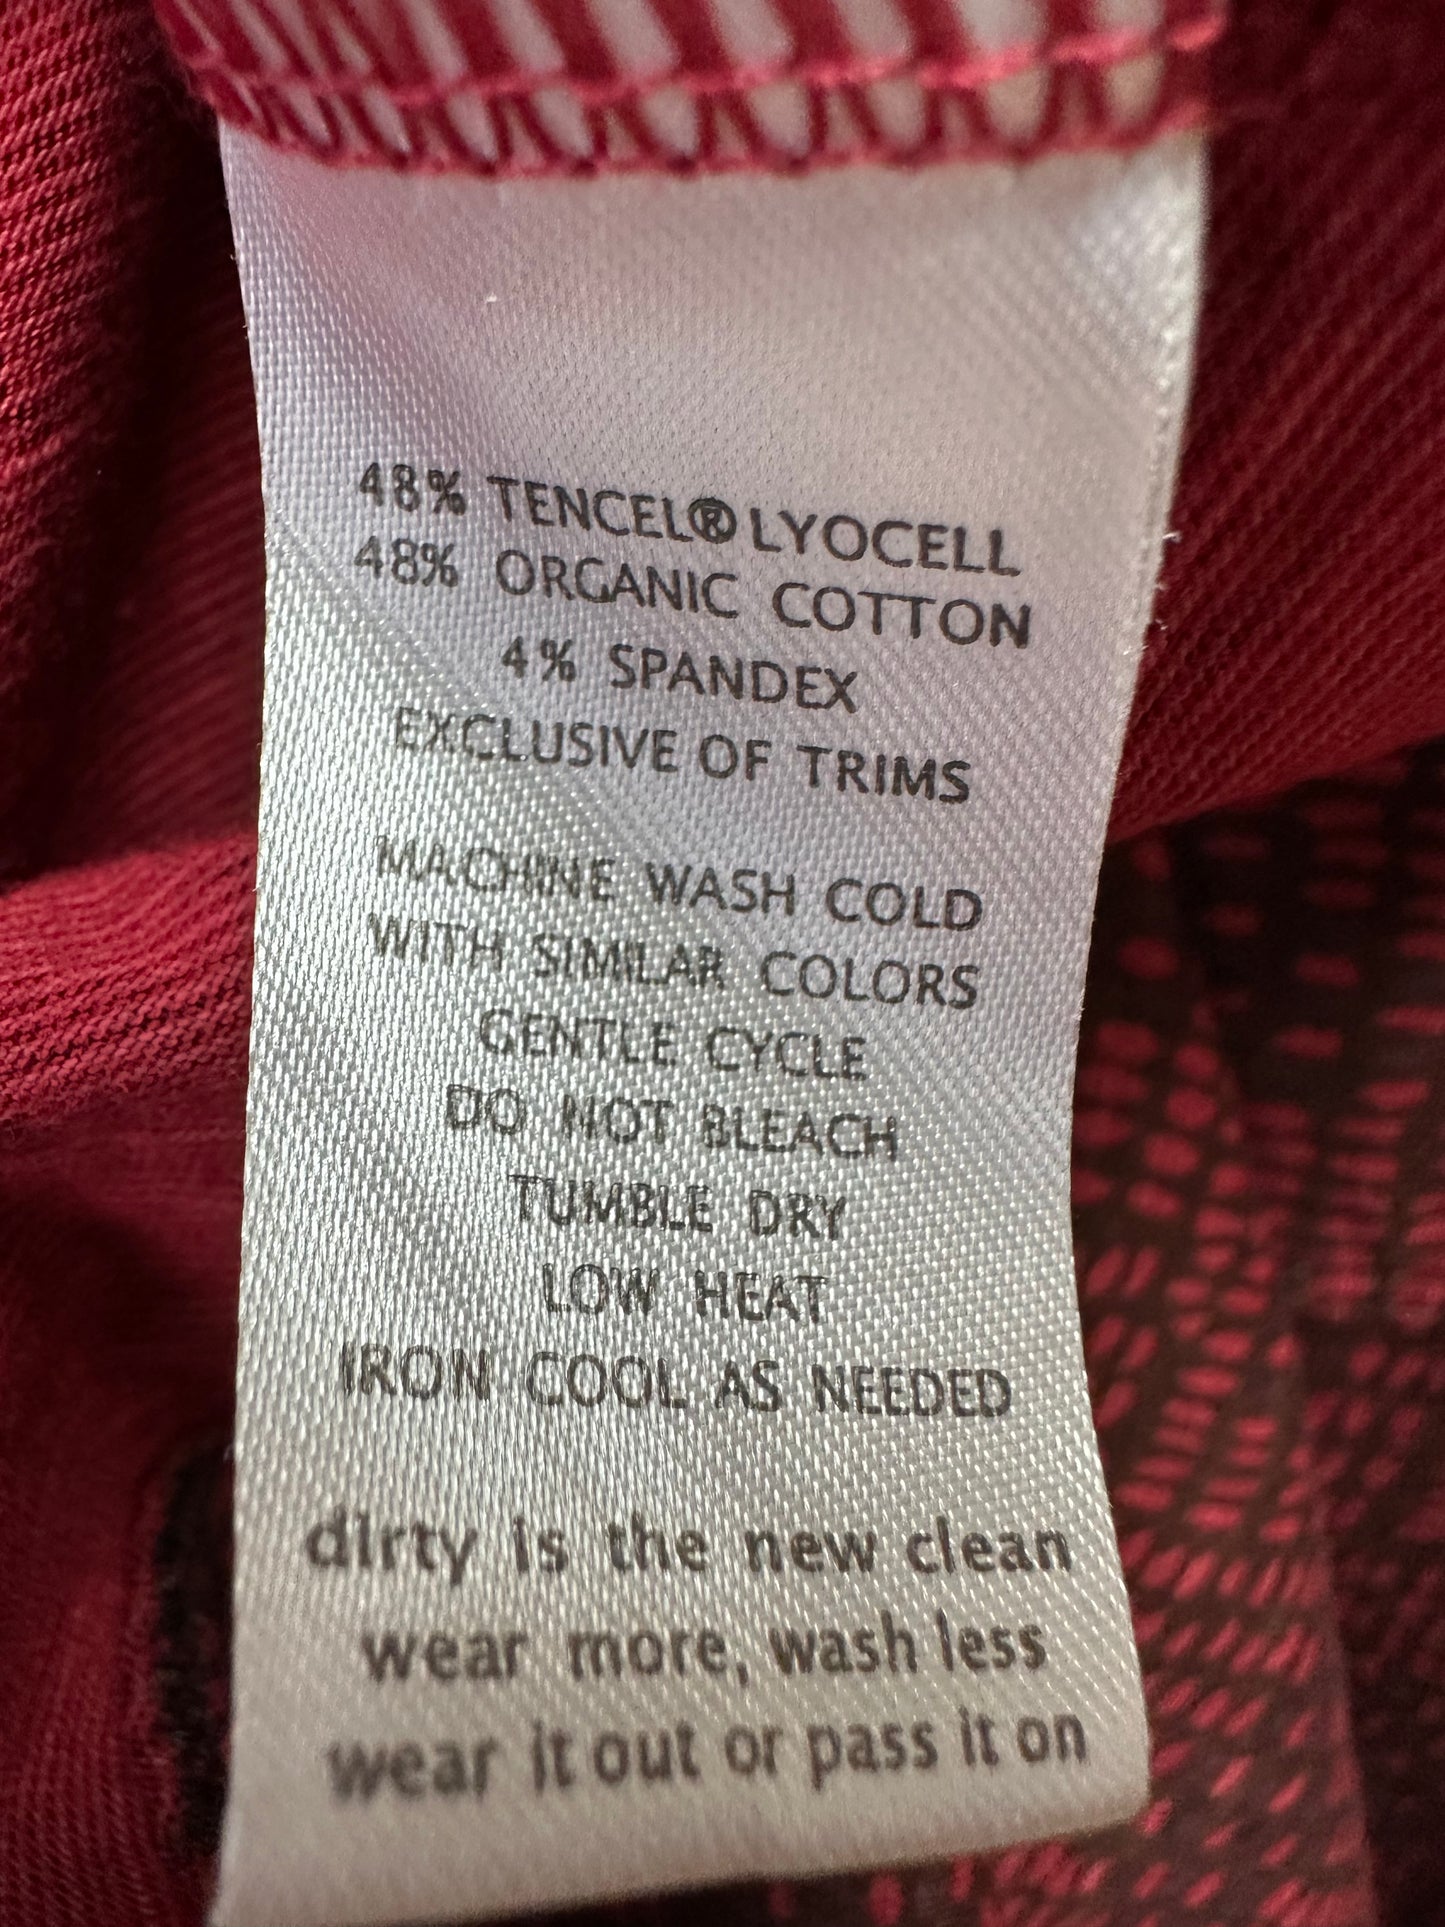 48% TENCEL® LYOCELL
48% ORGANIC COTTON
4% SPANDEX
EXCLUSIVE OF TRIMS
MACHINE WASH COLD
WITH SIMILAR COLORS
GENTLE CYCLE
DO NOT BLEACH
TUMBLE DRY
LOW HEAT
IRON COOL AS NEEDED
dirty is the new clean
wear more, wash less
wear it out or pass it on